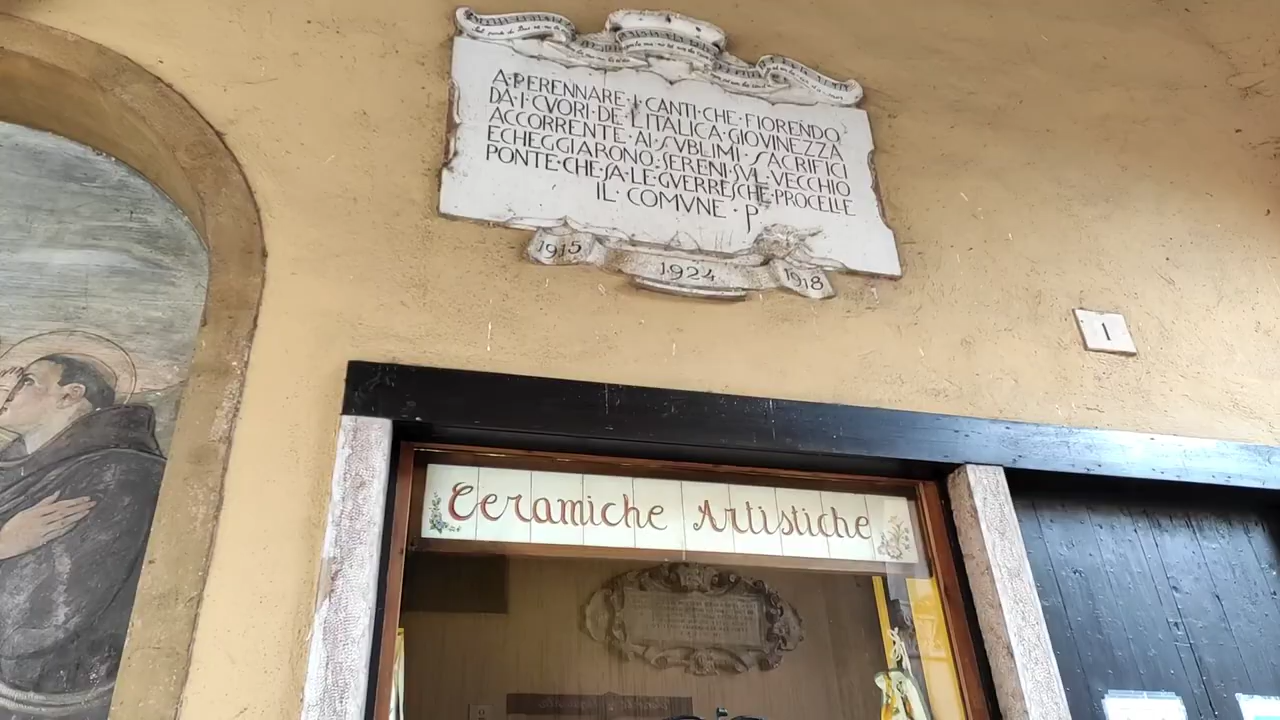 A·PERENNARE·I·CANTI·CHE·FIORENDO
DA·I·CVORI·DE·L'ITALICA·GIOVINEZZA
ACCORRENTE·AI·SVBLIMI·SACRIFICI
ECHEGGIARONO·SERENI·SVL·VECCHIO
PONTE·CHE·SA·LE·GVERRESCHE·PROCELLE
IL·COMVNE·P
1915
1924
1918
1
Ceramiche Artistiche